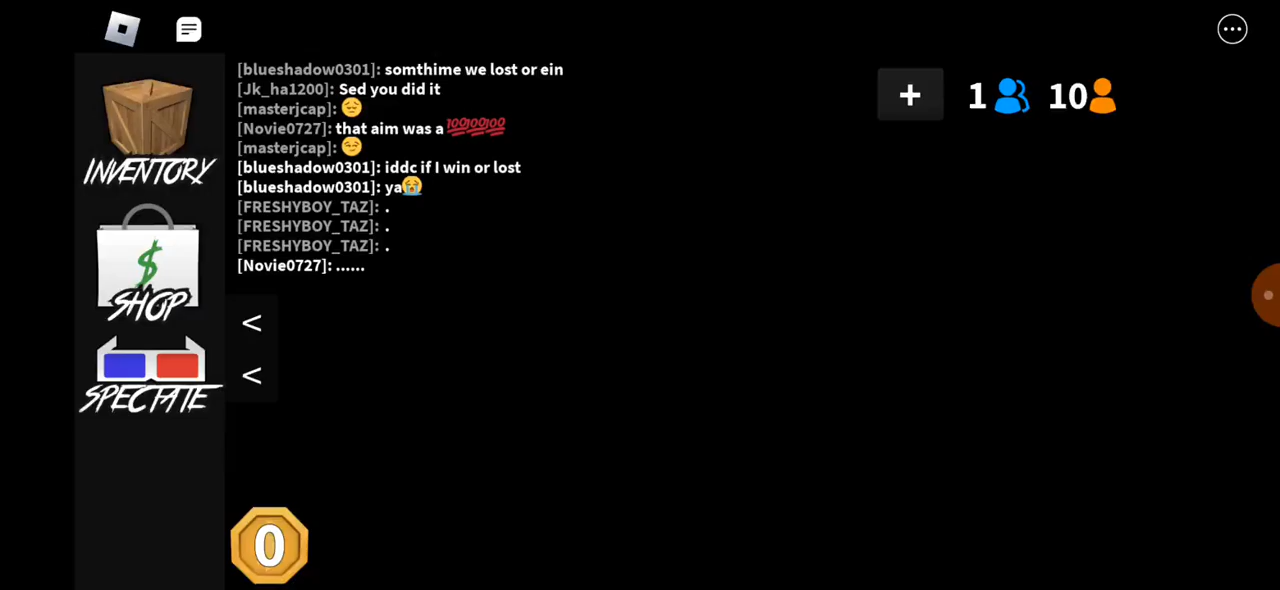 [blueshadow0301]: somthime we lost or ein
[Jk_ha1200]: Sed you did it
[masterjcap]: 😔
[Novie0727]: that aim was a 💯💯💯
[masterjcap]: 😏
[blueshadow0301]: iddc if I win or lost
[blueshadow0301]: ya😭
[FRESHYBOY_TAZ]: .
[FRESHYBOY_TAZ]: .
[FRESHYBOY_TAZ]: .
[Novie0727]: ......
+ 1 10
INVENTORY
$
SHOP
<
<
SPECTATE
0